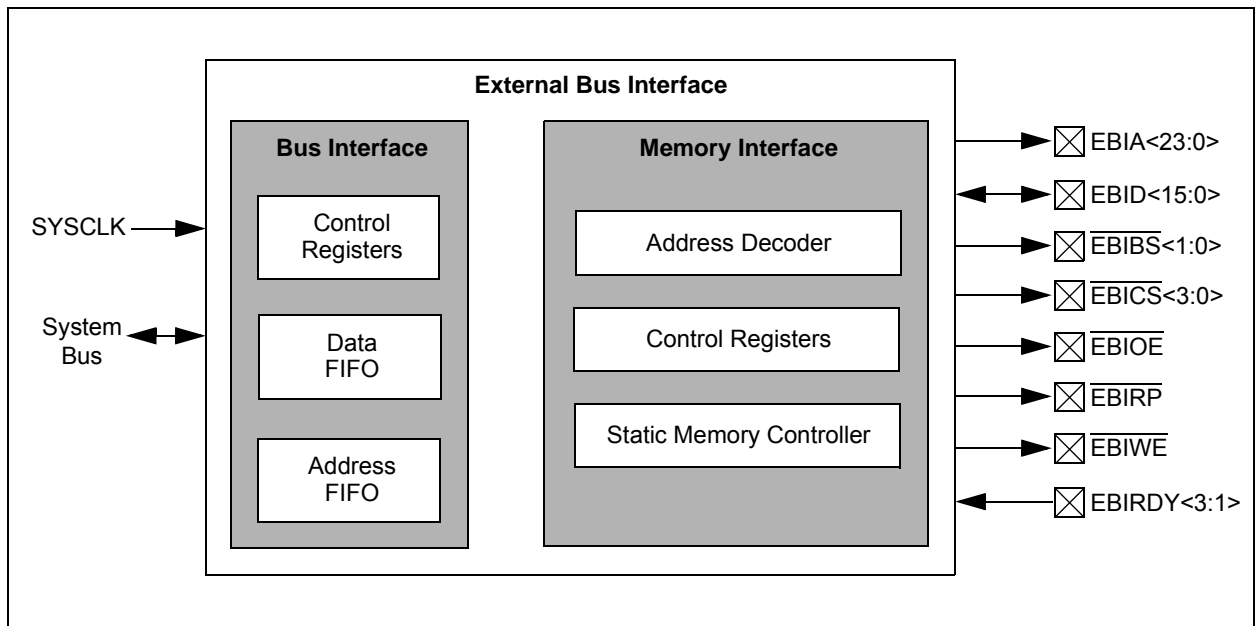 External Bus Interface
Bus Interface
Memory Interface
Control
Registers
Data
FIFO
Address
FIFO
Address Decoder
Control Registers
Static Memory Controller
SYSCLK
System
Bus
EBIA<23:0>
EBID<15:0>
EBIBS<1:0>
EBICS<3:0>
EBIOE
EBIRP
EBIWE
EBIRDY<3:1>